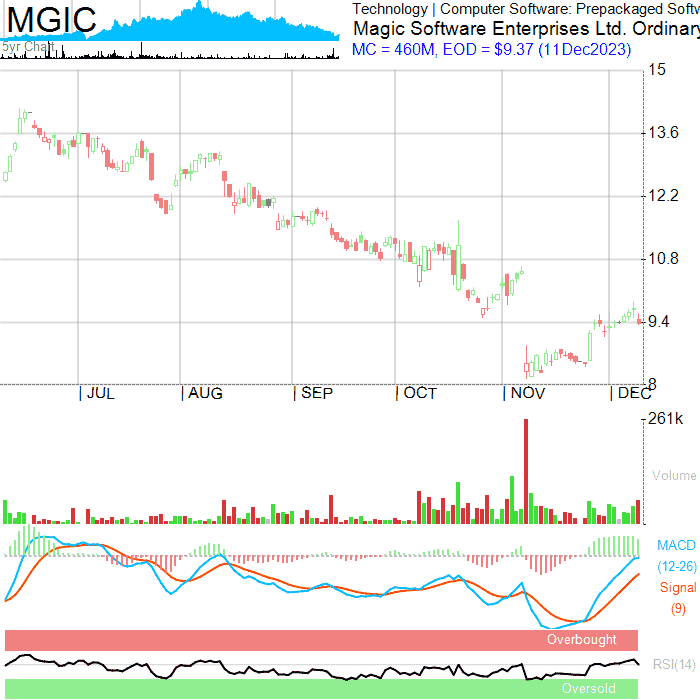 MGIC
5yr Chart
Technology | Computer Software: Prepackaged Softw
Magic Software Enterprises Ltd. Ordinary
MC = 460M, EOD = $9.37 (11Dec2023)
15
13.6
12.2
10.8
9.4
8
| JUL | AUG | SEP | OCT | NOV | DEC
261k
Volume
MACD
(12-26)
Signal
(9)
Overbought
RSI(14)
Oversold